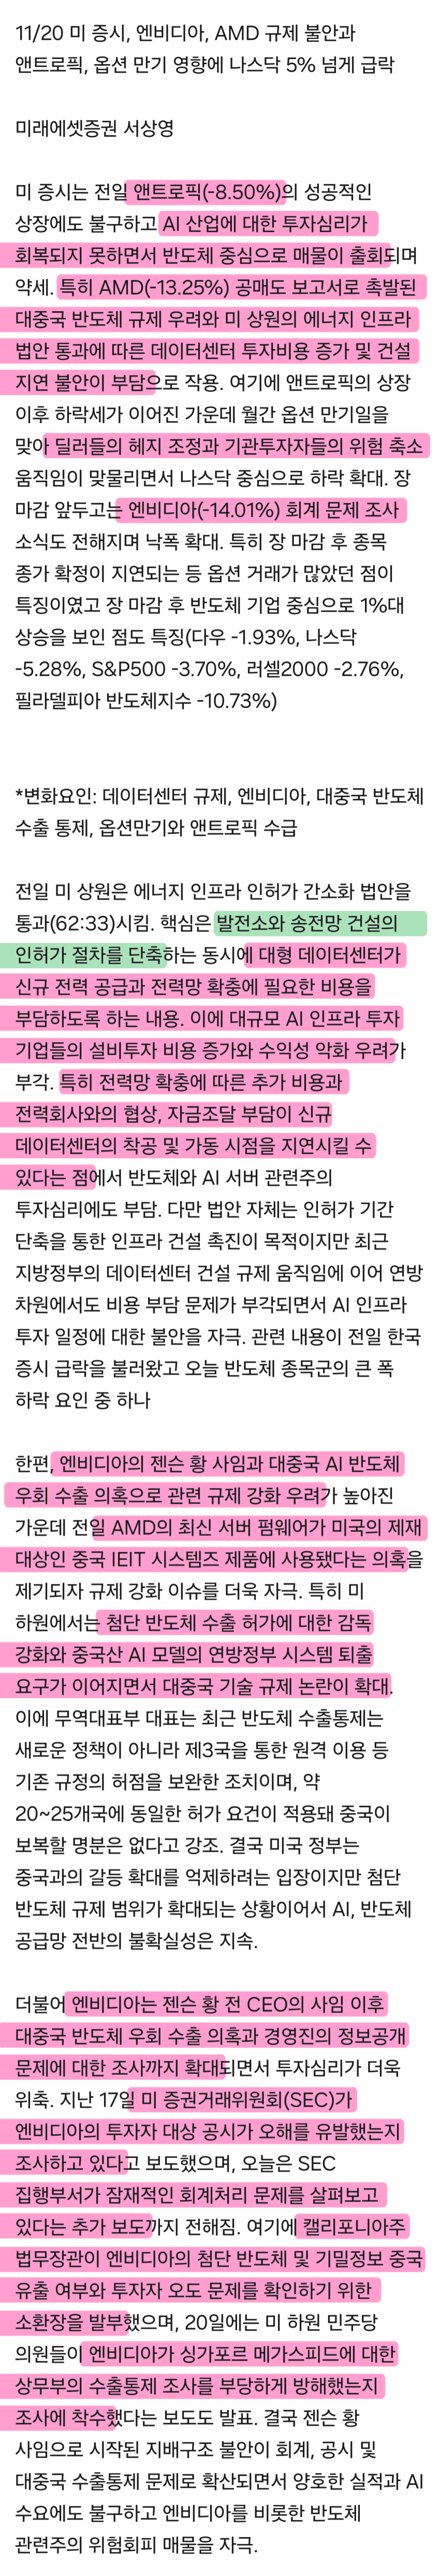 11/20 미 증시, 엔비디아, AMD 규제 불안과
앤트로픽, 옵션 만기 영향에 나스닥 5% 넘게 급락
미래에셋증권 서상영
미 증시는 전일 앤트로픽(-8.50%)의 성공적인
상장에도 불구하고 AI 산업에 대한 투자심리가
회복되지 못하면서 반도체 중심으로 매물이 출회되며
약세. 특히 AMD(-13.25%) 공매도 보고서로 촉발된
대중국 반도체 규제 우려와 미 상원의 에너지 인프라
법안 통과에 따른 데이터센터 투자비용 증가 및 건설
지연 불안이 부담으로 작용. 여기에 앤트로픽의 상장
이후 하락세가 이어진 가운데 월간 옵션 만기일을
맞아 딜러들의 헤지 조정과 기관투자자들의 위험 축소
움직임이 맞물리면서 나스닥 중심으로 하락 확대. 장
마감 앞두고는 엔비디아(-14.01%) 회계 문제 조사
소식도 전해지며 낙폭 확대. 특히 장 마감 후 종목
종가 확정이 지연되는 등 옵션 거래가 많았던 점이
특징이였고 장 마감 후 반도체 기업 중심으로 1%대
상승을 보인 점도 특징(다우 -1.93%, 나스닥
-5.28%, S&P500 -3.70%, 러셀2000 -2.76%,
필라델피아 반도체지수 -10.73%)
*변화요인: 데이터센터 규제, 엔비디아, 대중국 반도체
수출 통제, 옵션만기와 앤트로픽 수급
전일 미 상원은 에너지 인프라 인허가 간소화 법안을
통과(62:33)시킴. 핵심은 발전소와 송전망 건설의
인허가 절차를 단축하는 동시에 대형 데이터센터가
신규 전력 공급과 전력망 확충에 필요한 비용을
부담하도록 하는 내용. 이에 대규모 AI 인프라 투자
기업들의 설비투자 비용 증가와 수익성 악화 우려가
부각. 특히 전력망 확충에 따른 추가 비용과
전력회사와의 협상, 자금조달 부담이 신규
데이터센터의 착공 및 가동 시점을 지연시킬 수
있다는 점에서 반도체와 AI 서버 관련주의
투자심리에도 부담. 다만 법안 자체는 인허가 기간
단축을 통한 인프라 건설 촉진이 목적이지만 최근
지방정부의 데이터센터 건설 규제 움직임에 이어 연방
차원에서도 비용 부담 문제가 부각되면서 AI 인프라
투자 일정에 대한 불안을 자극. 관련 내용이 전일 한국
증시 급락을 불러왔고 오늘 반도체 종목군의 큰 폭
하락 요인 중 하나
한편, 엔비디아의 젠슨 황 사임과 대중국 AI 반도체
우회 수출 의혹으로 관련 규제 강화 우려가 높아진
가운데 전일 AMD의 최신 서버 펌웨어가 미국의 제재
대상인 중국 IEIT 시스템즈 제품에 사용됐다는 의혹을
제기되자 규제 강화 이슈를 더욱 자극. 특히 미
하원에서는 첨단 반도체 수출 허가에 대한 감독
강화와 중국산 AI 모델의 연방정부 시스템 퇴출
요구가 이어지면서 대중국 기술 규제 논란이 확대.
이에 무역대표부 대표는 최근 반도체 수출통제는
새로운 정책이 아니라 제3국을 통한 원격 이용 등
기존 규정의 허점을 보완한 조치이며, 약
20~25개국에 동일한 허가 요건이 적용돼 중국이
보복할 명분은 없다고 강조. 결국 미국 정부는
중국과의 갈등 확대를 억제하려는 입장이지만 첨단
반도체 규제 범위가 확대되는 상황이어서 AI, 반도체
공급망 전반의 불확실성은 지속.
더불어 엔비디아는 젠슨 황 전 CEO의 사임 이후
대중국 반도체 우회 수출 의혹과 경영진의 정보공개
문제에 대한 조사까지 확대되면서 투자심리가 더욱
위축. 지난 17일 미 증권거래위원회(SEC)가
엔비디아의 투자자 대상 공시가 오해를 유발했는지
조사하고 있다고 보도했으며, 오늘은 SEC
집행부서가 잠재적인 회계처리 문제를 살펴보고
있다는 추가 보도까지 전해짐. 여기에 캘리포니아주
법무장관이 엔비디아의 첨단 반도체 및 기밀정보 중국
유출 여부와 투자자 오도 문제를 확인하기 위한
소환장을 발부했으며, 20일에는 미 하원 민주당
의원들이 엔비디아가 싱가포르 메가스피드에 대한
상무부의 수출통제 조사를 부당하게 방해했는지
조사에 착수했다는 보도도 발표. 결국 젠슨 황
사임으로 시작된 지배구조 불안이 회계, 공시 및
대중국 수출통제 문제로 확산되면서 양호한 실적과 AI
수요에도 불구하고 엔비디아를 비롯한 반도체
관련주의 위험회피 매물을 자극.